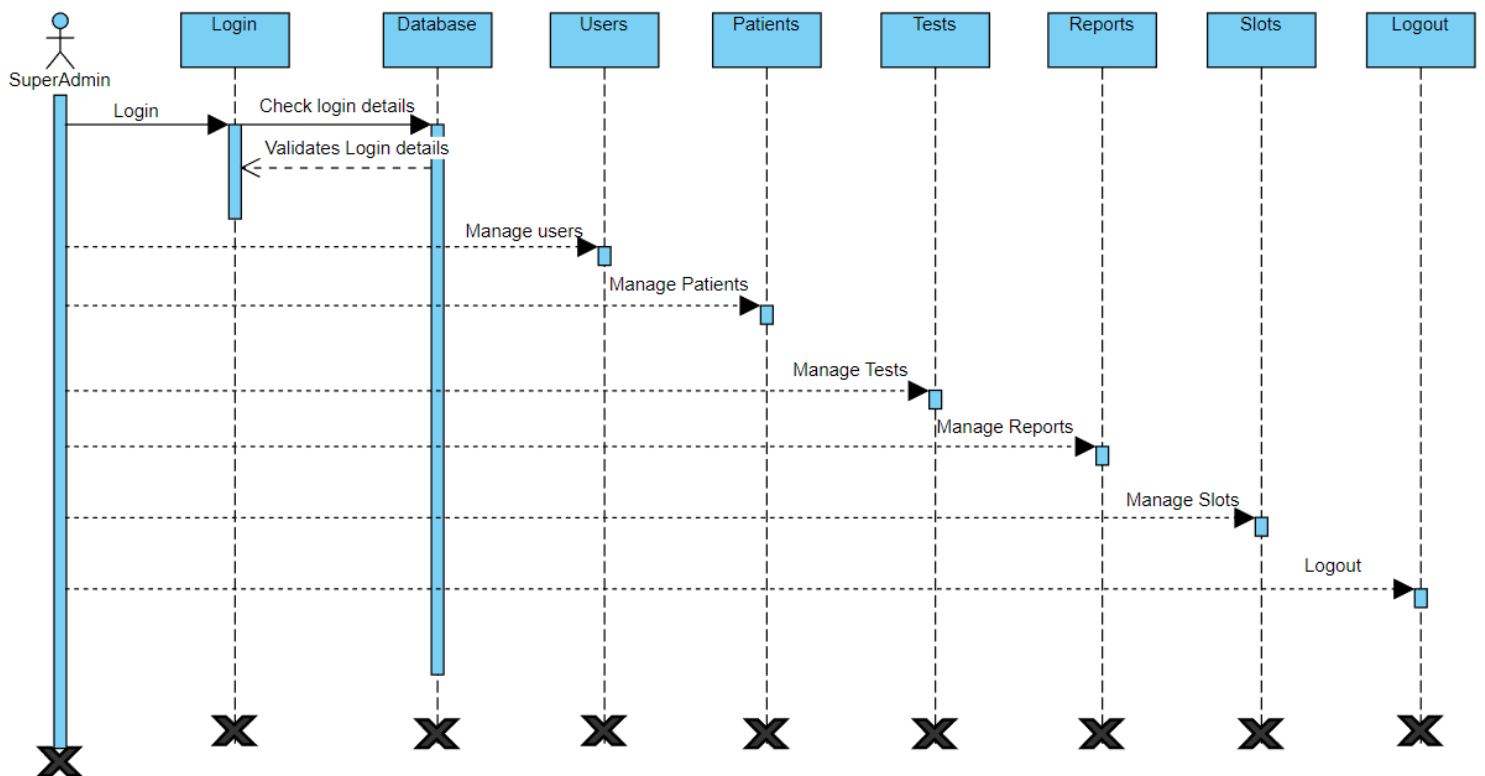 Login
Database
Users
Patients
Tests
Reports
Slots
Logout
SuperAdmin
Login
Check login details
Validates Login details
Manage users
Manage Patients
Manage Tests
Manage Reports
Manage Slots
Logout